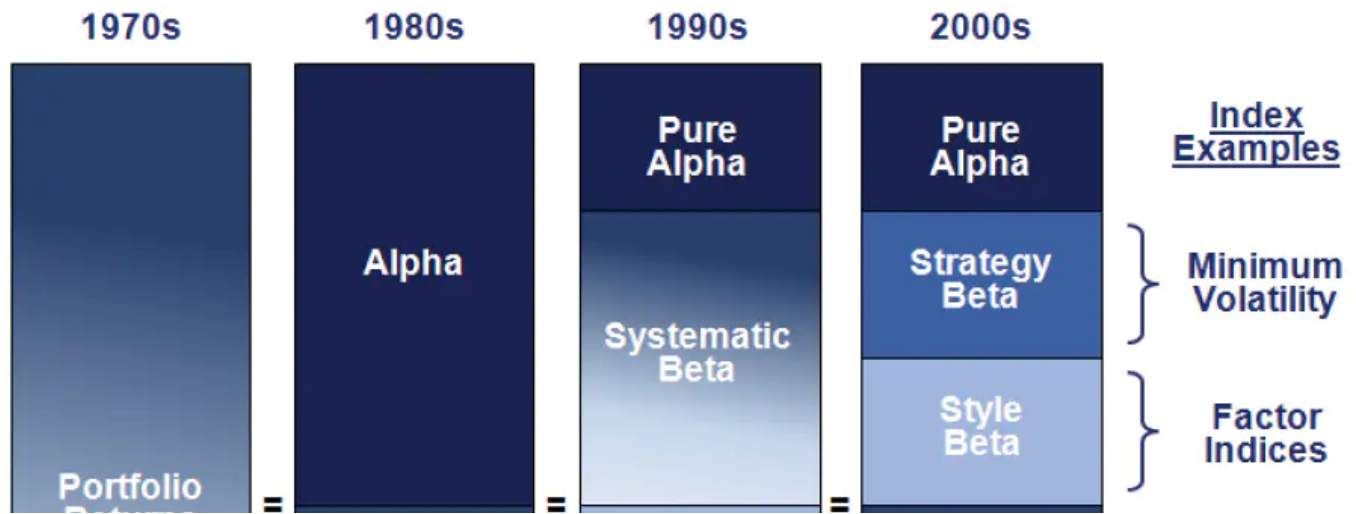 1970s 1980s 1990s 2000s
Index
Examples
Pure
Alpha
Pure
Alpha
Alpha
Strategy
Beta
Minimum
Volatility
Systematic
Beta
Style
Beta
Factor
Indices
Portfolio
= = =